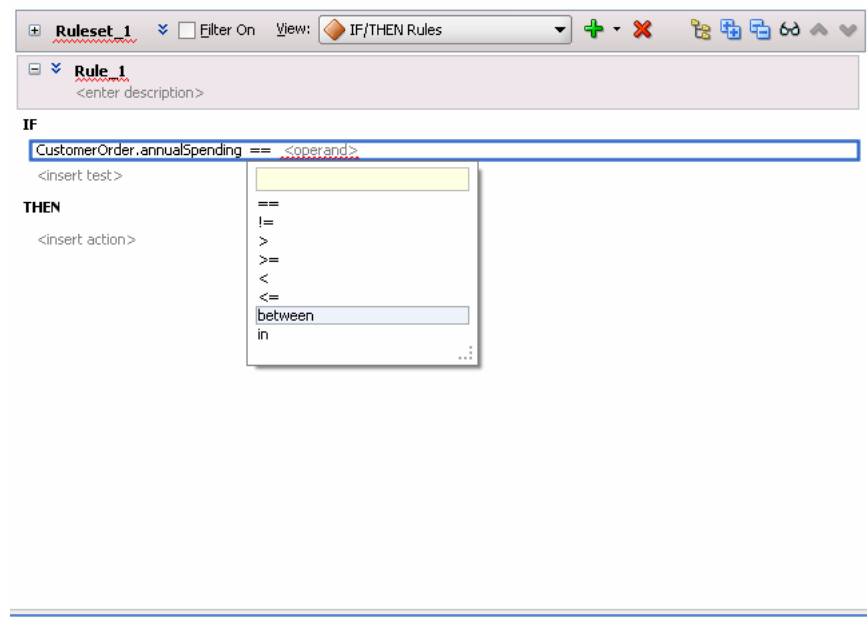 Ruleset_1 Filter On View: IF/THEN Rules
Rule_1
<enter description>
IF
CustomerOrder.annualSpending == <operand>
<insert test>
==
!=
>
>=
<
<=
between
in
THEN
<insert action>